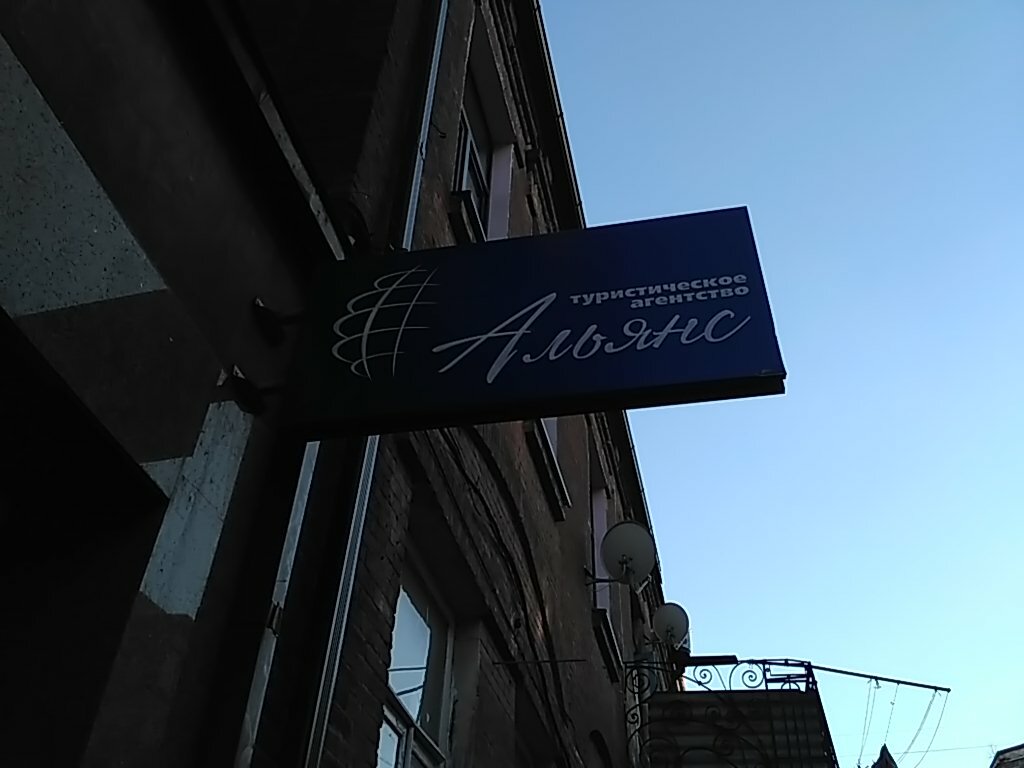 туристическое
агентство
Альянс